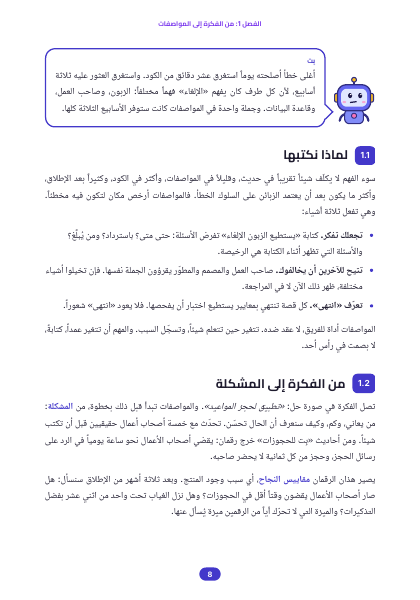 الفصل 1: من الفكرة إلى المواصفات
بت
أغلى خطأ أصلحته يوماً استغرق عشر دقائق من الكود. واستغرق العثور عليه ثلاثة
أسابيع، لأن كل طرف كان يفهم «الإلغاء» فهماً مختلفاً: الزبون، وصاحب العمل،
وقاعدة البيانات. وجملة واحدة في المواصفات كانت ستوفر الأسابيع الثلاثة كلها.
1.1 لماذا نكتبها
سوء الفهم لا يكلّف شيئاً تقريباً في حديث، وقليلاً في المواصفات، وأكثر في الكود، وكثيراً بعد الإطلاق،
وأكثر ما يكون بعد أن يعتمد الزبائن على السلوك الخطأ. فالمواصفات أرخص مكان لتكون فيه مخطئاً.
وهي تفعل ثلاثة أشياء:
• تجعلك تفكر. كتابة «يستطيع الزبون الإلغاء» تفرض الأسئلة: حتى متى؟ باسترداد؟ ومن يُبلَّغ؟
والأسئلة التي تظهر أثناء الكتابة هي الرخيصة.
• تتيح للآخرين أن يخالفوك. صاحب العمل والمصمم والمطوّر يقرؤون الجملة نفسها. فإن تخيلوا أشياء
مختلفة، ظهر ذلك الآن لا في المراجعة.
• تعرّف «انتهى». كل قصة تنتهي بمعايير يستطيع اختبار أن يفحصها. فلا يعود «انتهى» شعوراً.
المواصفات أداة للفريق، لا عقد ضده. تتغير حين نتعلم شيئاً، ونسجّل السبب. والمهم أن تتغير عمداً، كتابةً،
لا بصمت في رأس أحد.
1.2 من الفكرة إلى المشكلة
تصل الفكرة في صورة حل: «تطبيق لحجز المواعيد». والمواصفات تبدأ قبل ذلك بخطوة، من المشكلة:
من يعاني، وكم، وكيف سنعرف أن الحال تحسّن. تحدّث مع خمسة أصحاب أعمال حقيقيين قبل أن تكتب
شيئاً. ومن أحاديث «بت للحجوزات» خرج رقمان: يقضي أصحاب الأعمال نحو ساعة يومياً في الرد على
رسائل الحجز، وحجز من كل ثمانية لا يحضر صاحبه.
يصير هذان الرقمان مقاييس النجاح، أي سبب وجود المنتج. وبعد ثلاثة أشهر من الإطلاق سنسأل: هل
صار أصحاب الأعمال يقضون وقتاً أقل في الحجوزات؟ وهل نزل الغياب تحت واحد من اثني عشر بفضل
التذكيرات؟ والميزة التي لا تحرّك أياً من الرقمين ميزة يُسأل عنها.
8